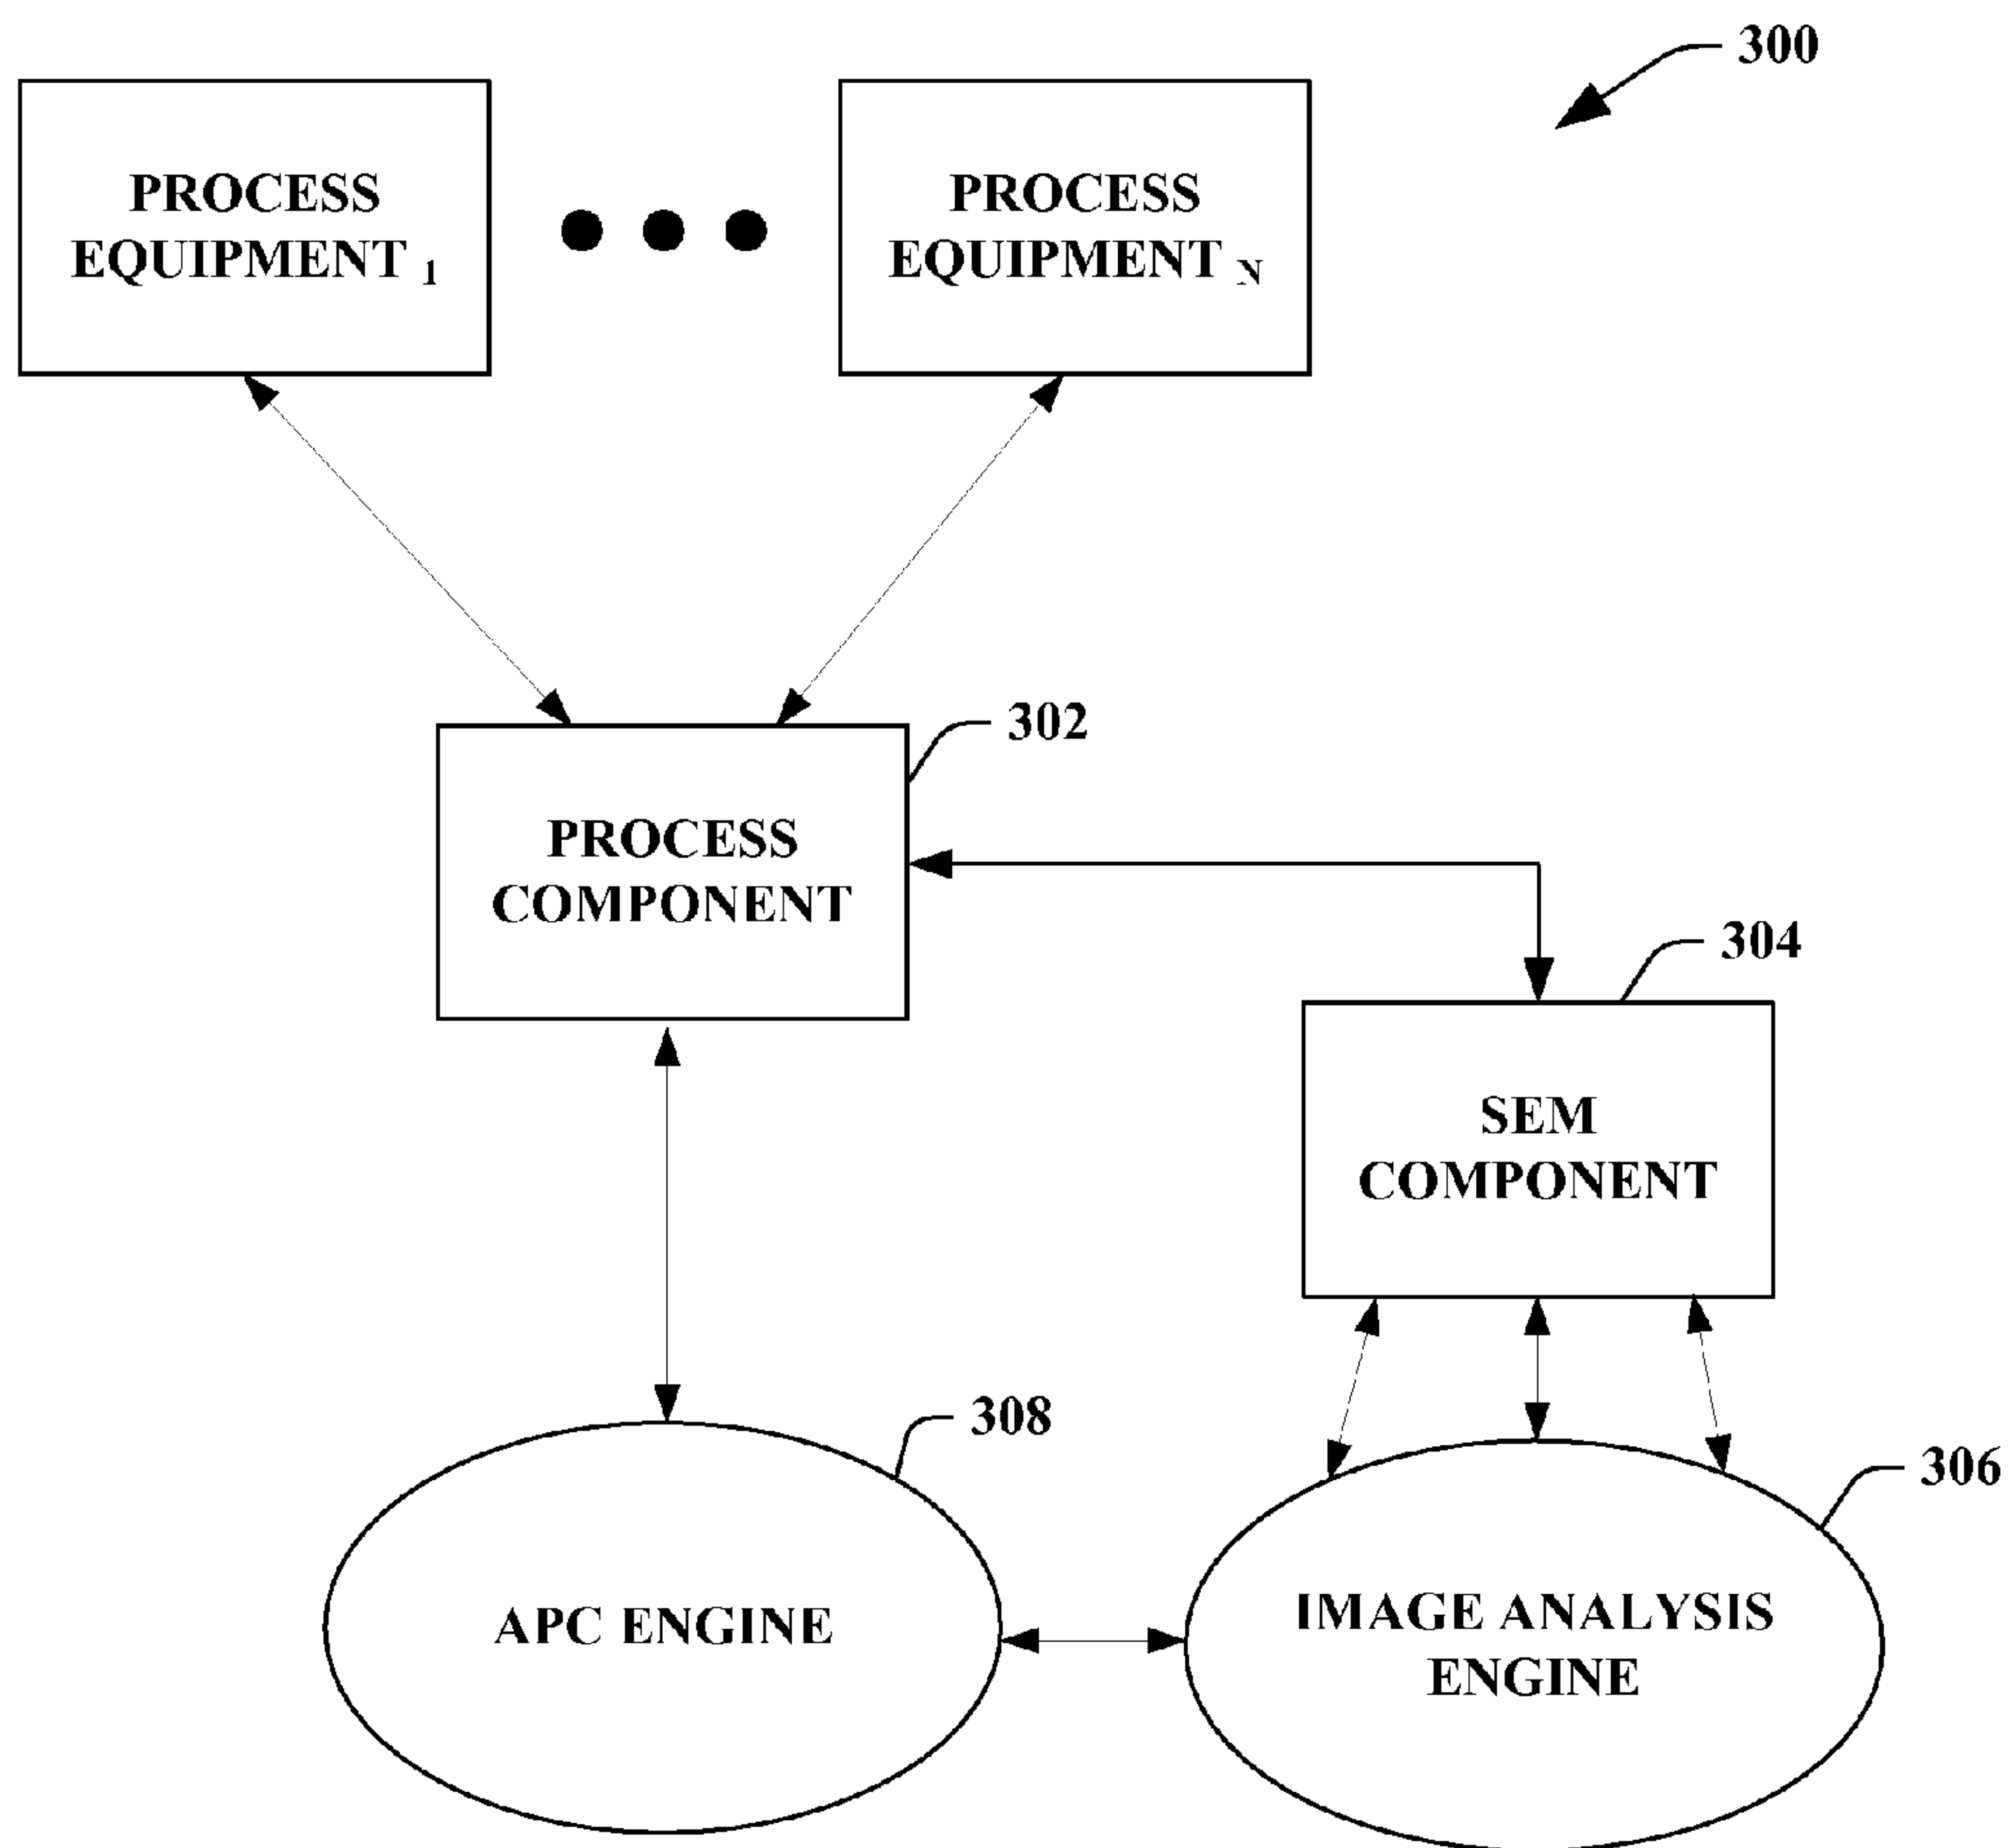 300
PROCESS
EQUIPMENT 1
PROCESS
EQUIPMENT N
302
PROCESS
COMPONENT
304
SEM
COMPONENT
308
APC ENGINE
306
IMAGE ANALYSIS
ENGINE